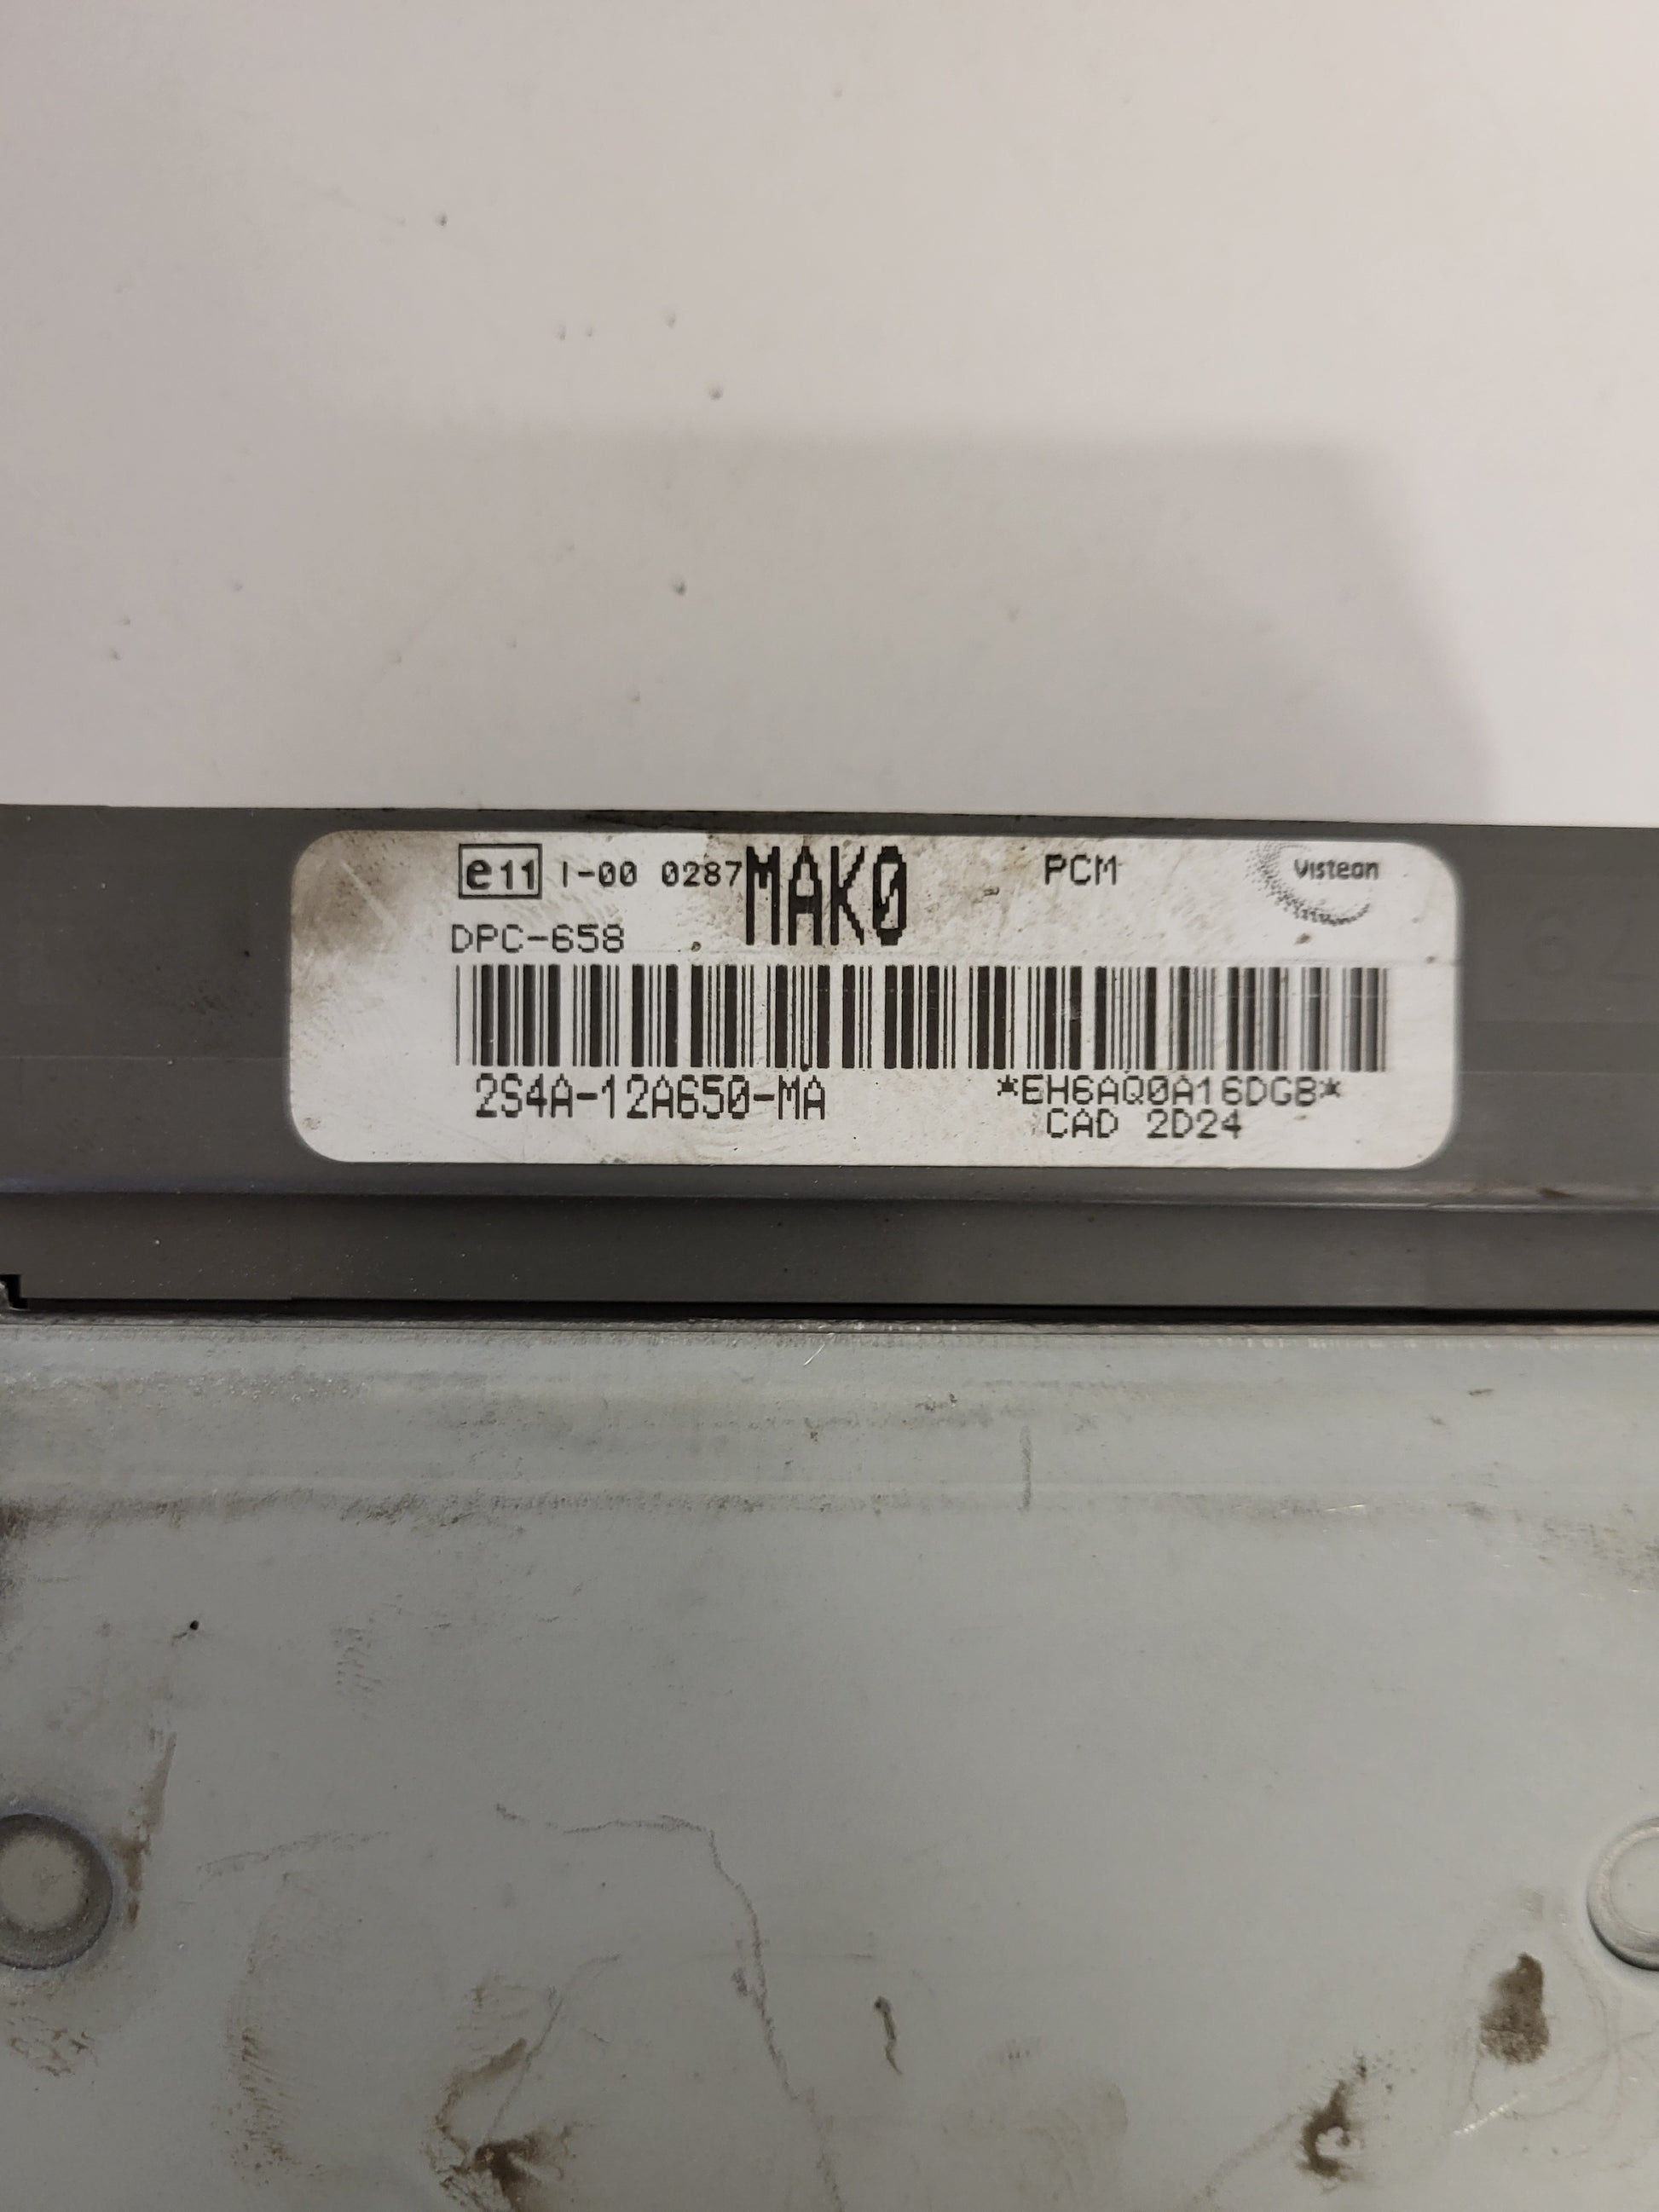 e11 I-00 0287 MAK0 PCM Visteon
DPC-658
2S4A-12A650-MA *EH6AQ0A16DGB*
CAD 2D24